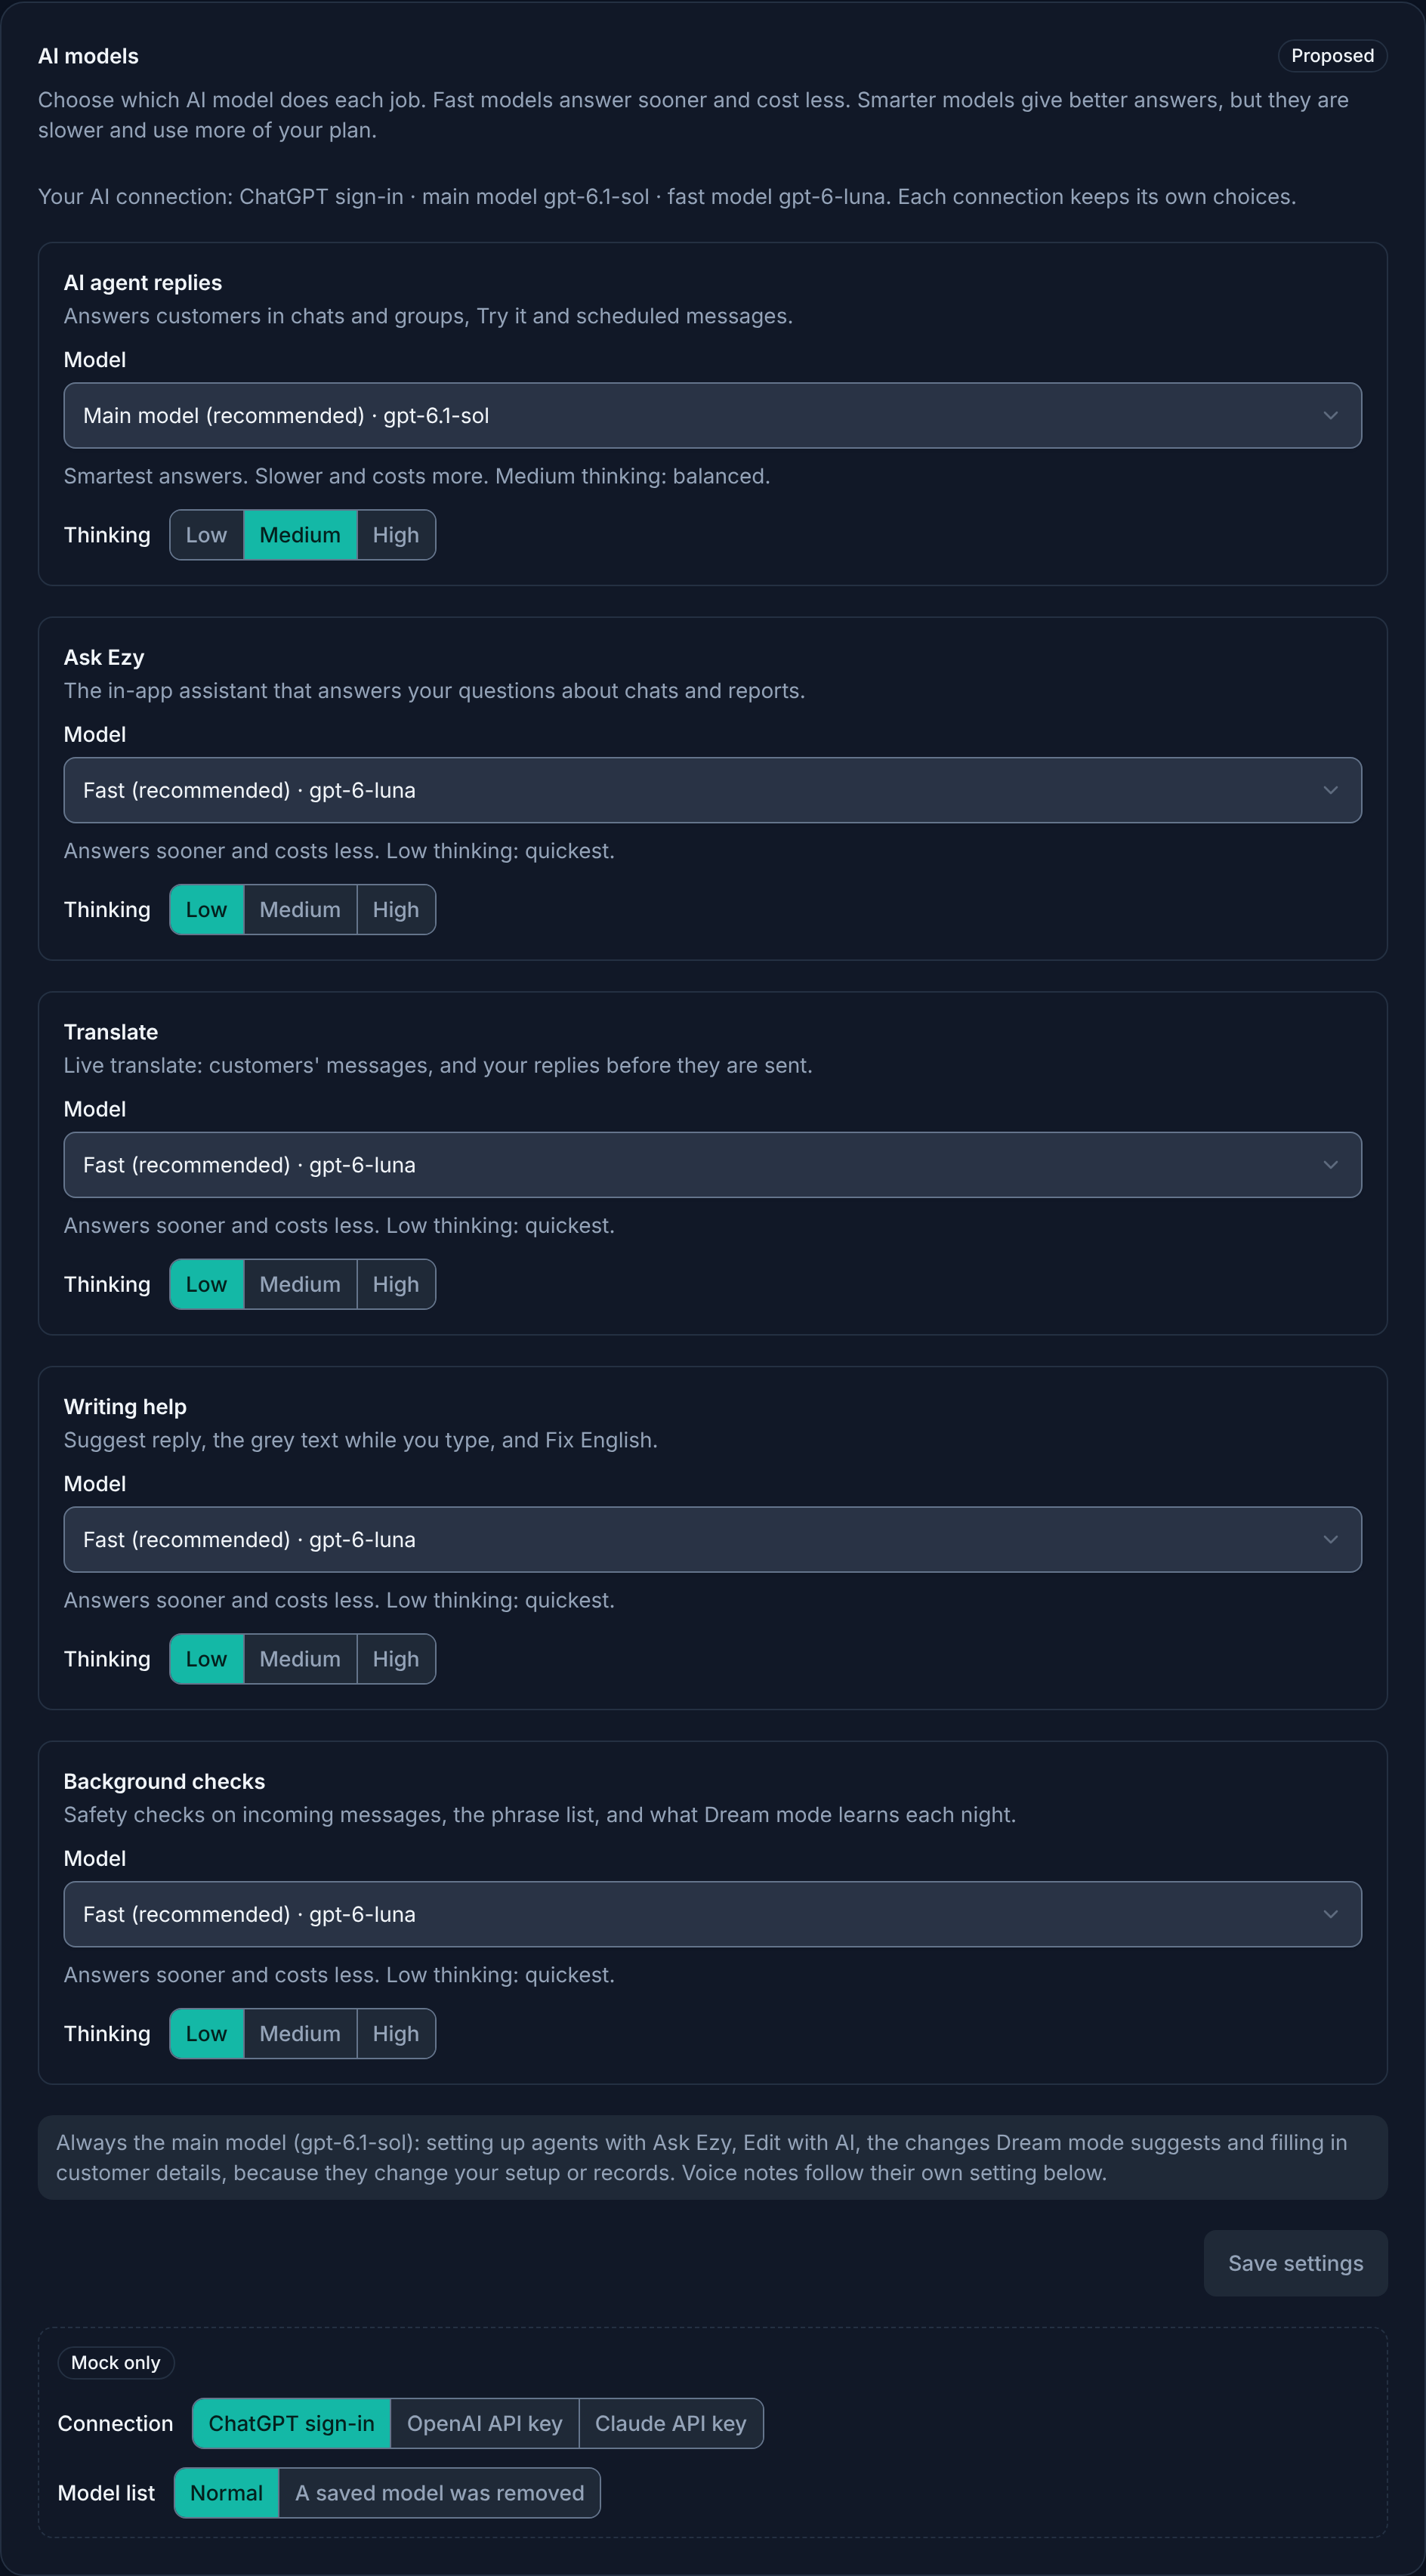 AI models
Proposed
Choose which AI model does each job. Fast models answer sooner and cost less. Smarter models give better answers, but they are
slower and use more of your plan.
Your AI connection: ChatGPT sign-in · main model gpt-6.1-sol · fast model gpt-6-luna. Each connection keeps its own choices.
AI agent replies
Answers customers in chats and groups, Try it and scheduled messages.
Model
Main model (recommended) · gpt-6.1-sol
Smartest answers. Slower and costs more. Medium thinking: balanced.
Thinking Low Medium High
Ask Ezy
The in-app assistant that answers your questions about chats and reports.
Model
Fast (recommended) · gpt-6-luna
Answers sooner and costs less. Low thinking: quickest.
Thinking Low Medium High
Translate
Live translate: customers' messages, and your replies before they are sent.
Model
Fast (recommended) · gpt-6-luna
Answers sooner and costs less. Low thinking: quickest.
Thinking Low Medium High
Writing help
Suggest reply, the grey text while you type, and Fix English.
Model
Fast (recommended) · gpt-6-luna
Answers sooner and costs less. Low thinking: quickest.
Thinking Low Medium High
Background checks
Safety checks on incoming messages, the phrase list, and what Dream mode learns each night.
Model
Fast (recommended) · gpt-6-luna
Answers sooner and costs less. Low thinking: quickest.
Thinking Low Medium High
Always the main model (gpt-6.1-sol): setting up agents with Ask Ezy, Edit with AI, the changes Dream mode suggests and filling in
customer details, because they change your setup or records. Voice notes follow their own setting below.
Save settings
Mock only
Connection ChatGPT sign-in OpenAI API key Claude API key
Model list Normal A saved model was removed